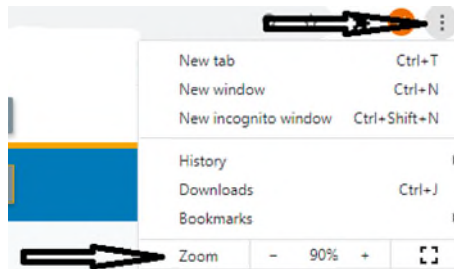 New tab Ctrl+T
New window Ctrl+N
New incognito window Ctrl+Shift+N
History
Downloads Ctrl+J
Bookmarks
Zoom - 90% +